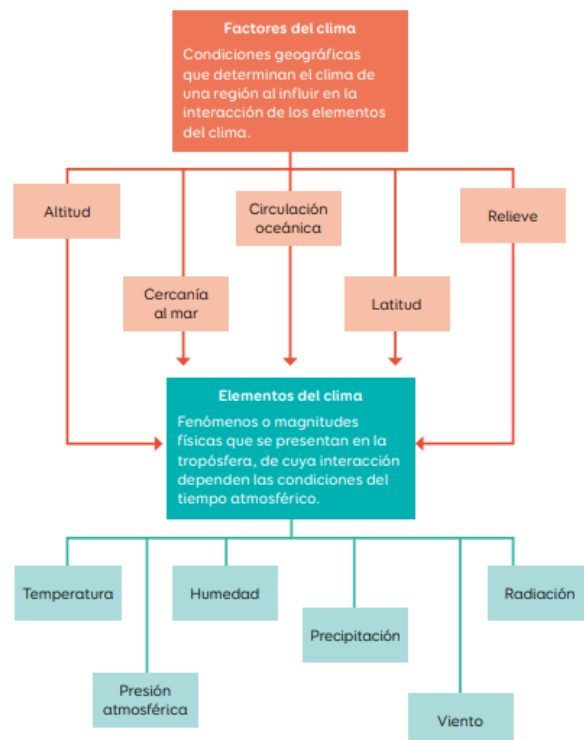 Factores del clima
Condiciones geográficas
que determinan el clima de
una región al influir en la
interacción de los elementos
del clima.
Altitud
Circulación
oceánica
Relieve
Cercanía
al mar
Latitud
Elementos del clima
Fenómenos o magnitudes
físicas que se presentan en la
tropósfera, de cuya interacción
dependen las condiciones del
tiempo atmosférico.
Temperatura
Humedad
Radiación
Precipitación
Presión
atmosférica
Viento